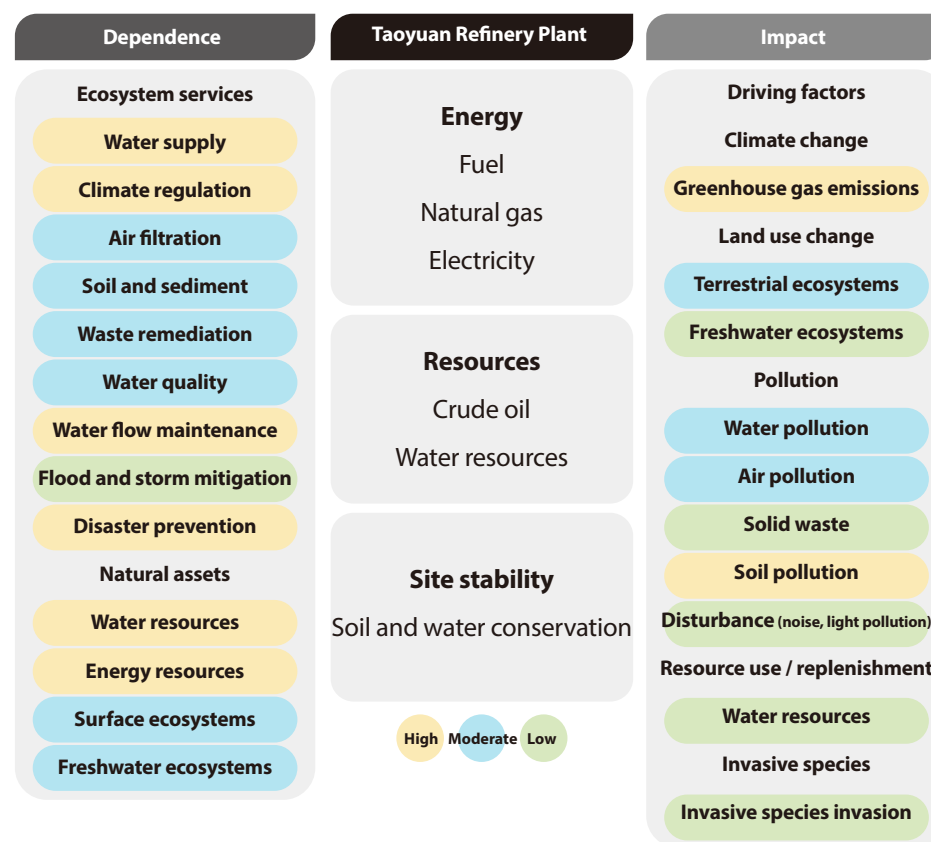 Dependence
Ecosystem services
Water supply
Climate regulation
Air filtration
Soil and sediment
Waste remediation
Water quality
Water flow maintenance
Flood and storm mitigation
Disaster prevention
Natural assets
Water resources
Energy resources
Surface ecosystems
Freshwater ecosystems
Taoyuan Refinery Plant
Energy
Fuel
Natural gas
Electricity
Resources
Crude oil
Water resources
Site stability
Soil and water conservation
High Moderate Low
Impact
Driving factors
Climate change
Greenhouse gas emissions
Land use change
Terrestrial ecosystems
Freshwater ecosystems
Pollution
Water pollution
Air pollution
Solid waste
Soil pollution
Disturbance (noise, light pollution)
Resource use / replenishment
Water resources
Invasive species
Invasive species invasion